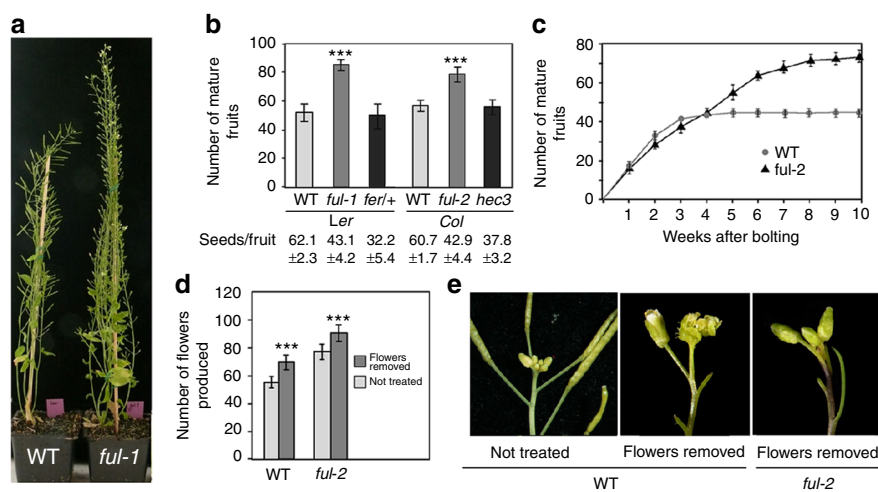 a
WT
ful-1
b
Number of mature
fruits
100
80
60
40
20
0
***
***
WT ful-1 fer/+ WT ful-2 hec3
Ler Col
Seeds/fruit 62.1 43.1 32.2 60.7 42.9 37.8
±2.3 ±4.2 ±5.4 ±1.7 ±4.4 ±3.2
c
Number of mature
fruits
80
60
40
20
0
WT
ful-2
1 2 3 4 5 6 7 8 9 10
Weeks after bolting
d
Number of flowers
produced
120
100
80
60
40
20
0
***
***
Flowers
removed
Not treated
WT ful-2
e
Not treated Flowers removed Flowers removed
WT ful-2